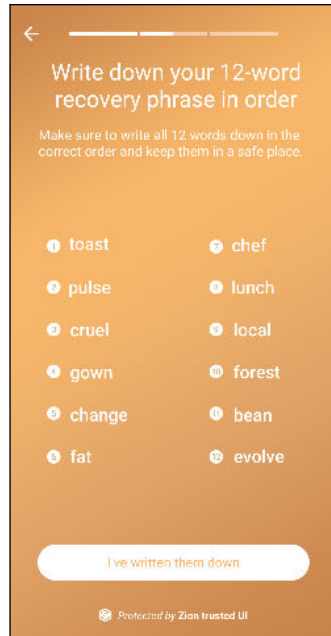 Write down your 12-word
recovery phrase in order
Make sure to write all 12 words down in the
correct order and keep them in a safe place.
1 toast
2 pulse
3 cruel
4 gown
5 change
6 fat
7 chef
8 lunch
9 local
10 forest
11 bean
12 evolve
I've written them down
Protected by Zion trusted UI